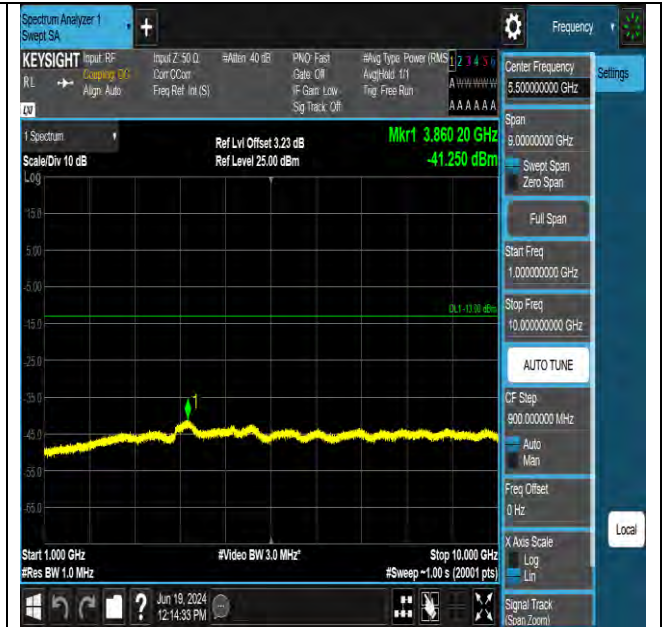 Spectrum Analyzer 1
Swept SA
+
Frequency
KEYSIGHT
RL
Input: RF
Coupling: DC
Align: Auto
Input Z: 50 Ω
Corr CCorr
Freq Ref: Int (S)
#Atten: 40 dB
PNO: Fast
Gate: Off
IF Gain: Low
Sig Track: Off
#Avg Type: Power (RMS
Avg|Hold: 1/1
Trig: Free Run
1 2 3 4 5 6
A W W W W W
A A A A A A
1 Spectrum
Scale/Div 10 dB
Ref Lvl Offset 3.23 dB
Ref Level 25.00 dBm
Mkr1 3.860 20 GHz
-41.250 dBm
Log
15.0
5.00
-5.00
-15.0
-25.0
-35.0
-45.0
-55.0
-65.0
DL1 -13.00 dBm
1
Start 1.000 GHz
#Res BW 1.0 MHz
#Video BW 3.0 MHz*
Stop 10.000 GHz
#Sweep ~1.00 s (20001 pts)
Jun 19, 2024
12:14:33 PM
?
Center Frequency
5.500000000 GHz
Settings
Span
9.00000000 GHz
Swept Span
Zero Span
Full Span
Start Freq
1.000000000 GHz
Stop Freq
10.000000000 GHz
AUTO TUNE
CF Step
900.000000 MHz
Auto
Man
Freq Offset
0 Hz
X Axis Scale
Log
Lin
Local
Signal Track
(Span Zoom)